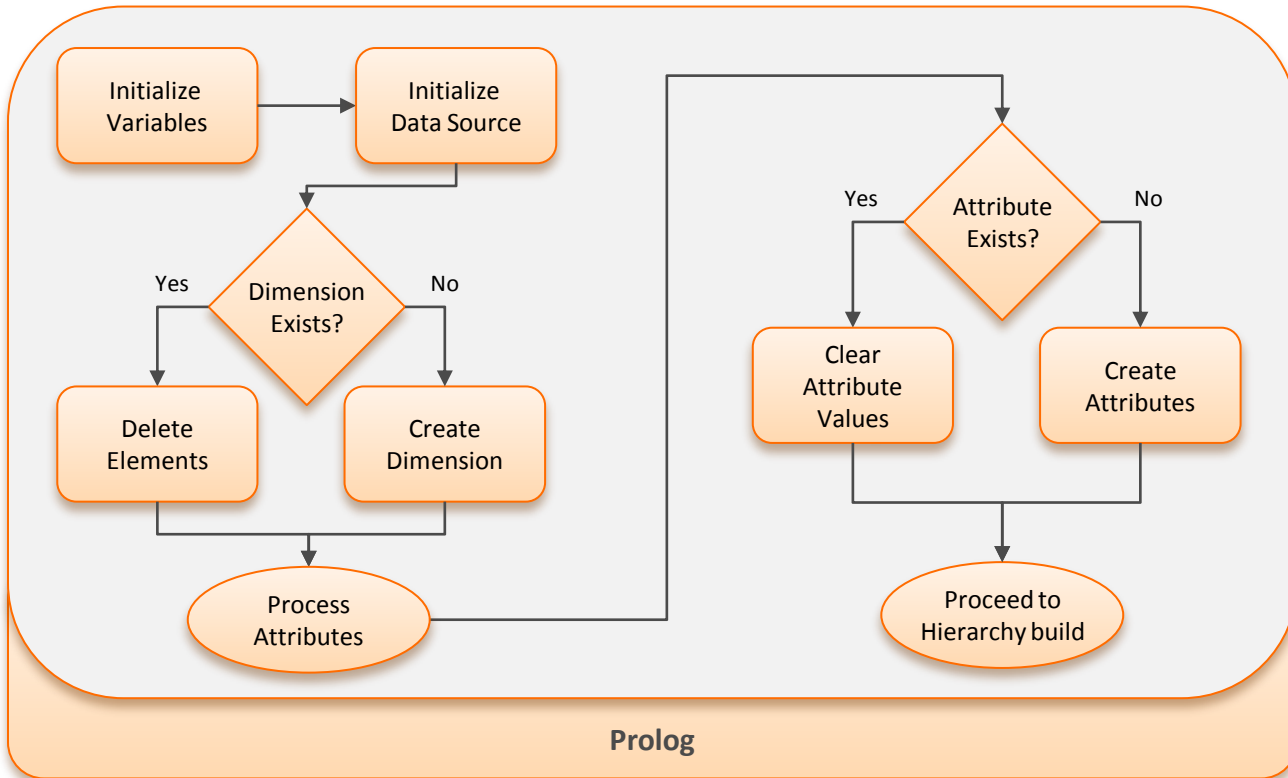 Initialize
Variables
Initialize
Data Source
Dimension
Exists?
Yes
No
Delete
Elements
Create
Dimension
Process
Attributes
Attribute
Exists?
Yes
No
Clear
Attribute
Values
Create
Attributes
Proceed to
Hierarchy build
Prolog